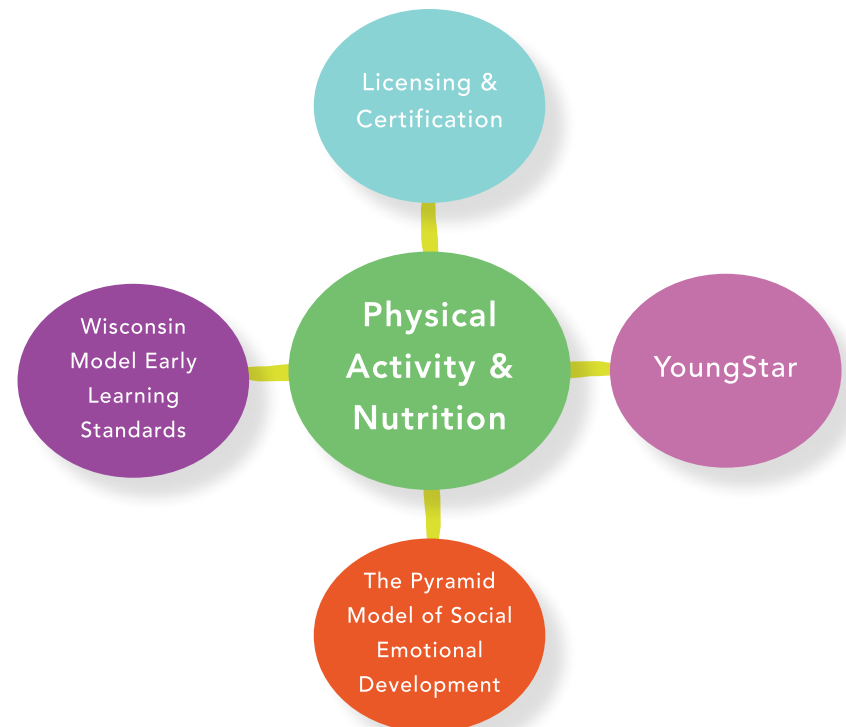 Licensing &
Certification
Physical
Activity &
Nutrition
Wisconsin
Model Early
Learning
Standards
YoungStar
The Pyramid
Model of Social
Emotional
Development